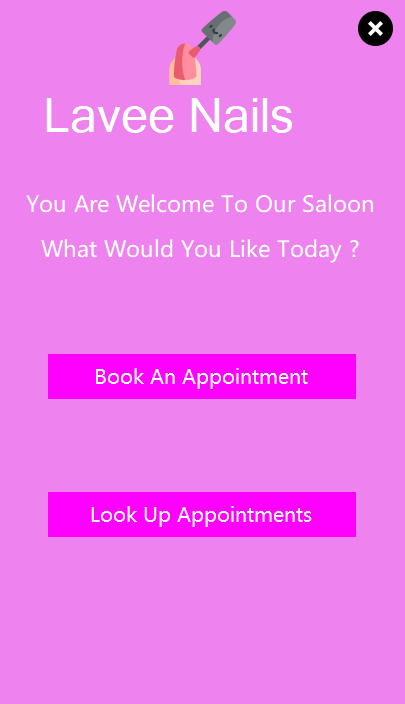 Lavee Nails
You Are Welcome To Our Saloon
What Would You Like Today ?
Book An Appointment
Look Up Appointments